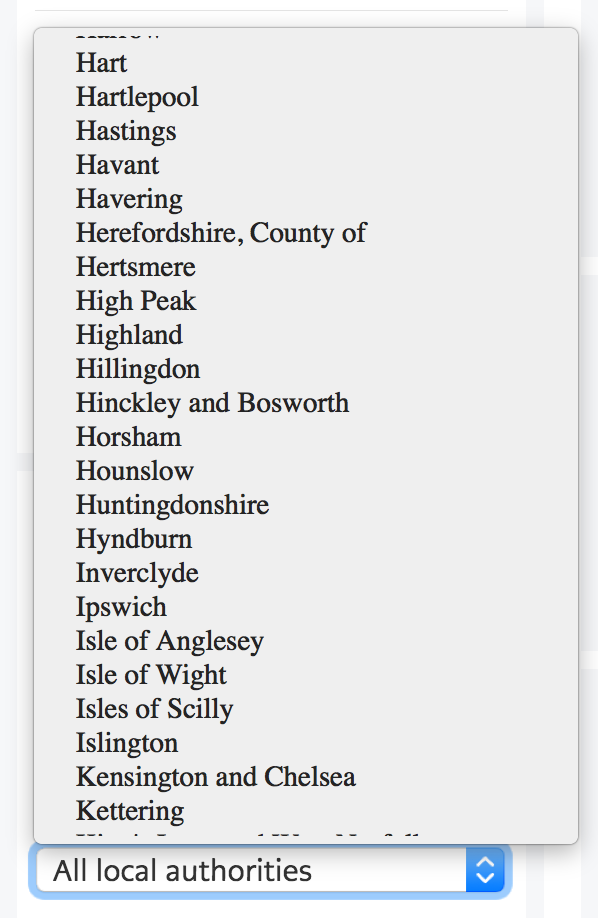 Hart
Hartlepool
Hastings
Havant
Havering
Herefordshire, County of
Hertsmere
High Peak
Highland
Hillingdon
Hinckley and Bosworth
Horsham
Hounslow
Huntingdonshire
Hyndburn
Inverclyde
Ipswich
Isle of Anglesey
Isle of Wight
Isles of Scilly
Islington
Kensington and Chelsea
Kettering
All local authorities